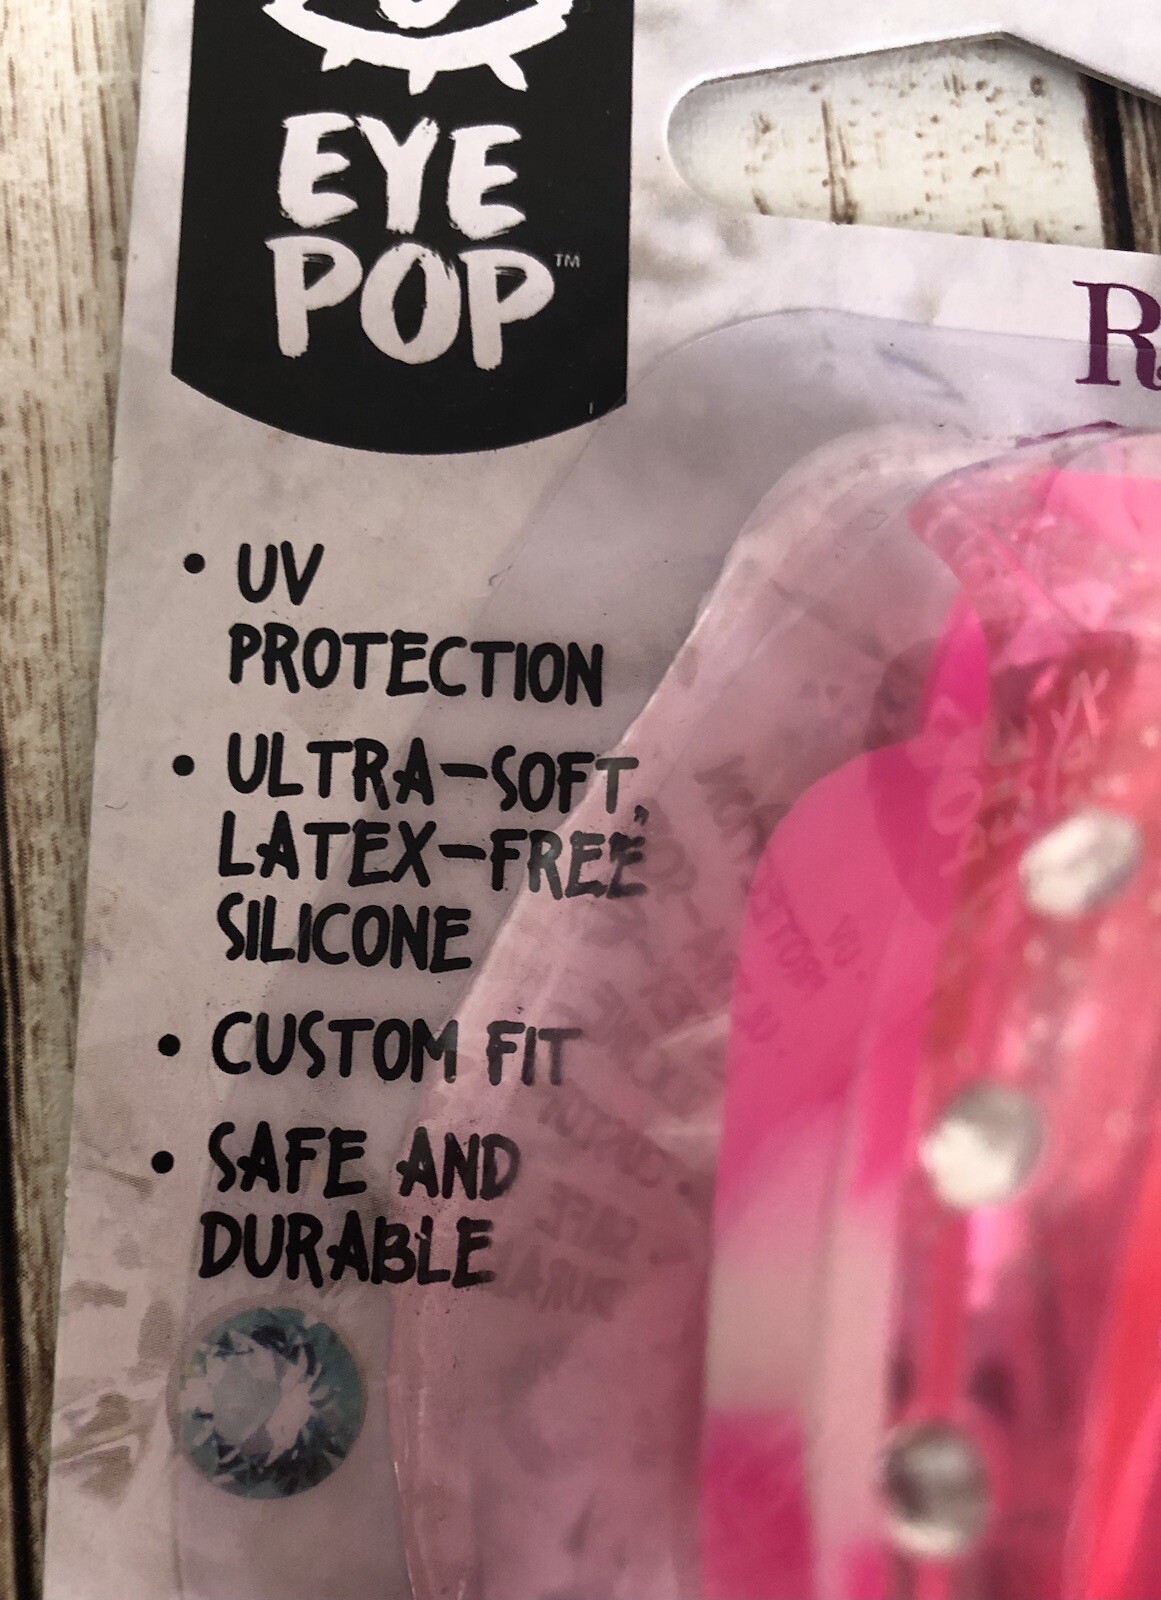 EYE
POP™
R
• UV
PROTECTION
• ULTRA-SOFT,
LATEX-FREE
SILICONE
• CUSTOM FIT
• SAFE AND
DURABLE